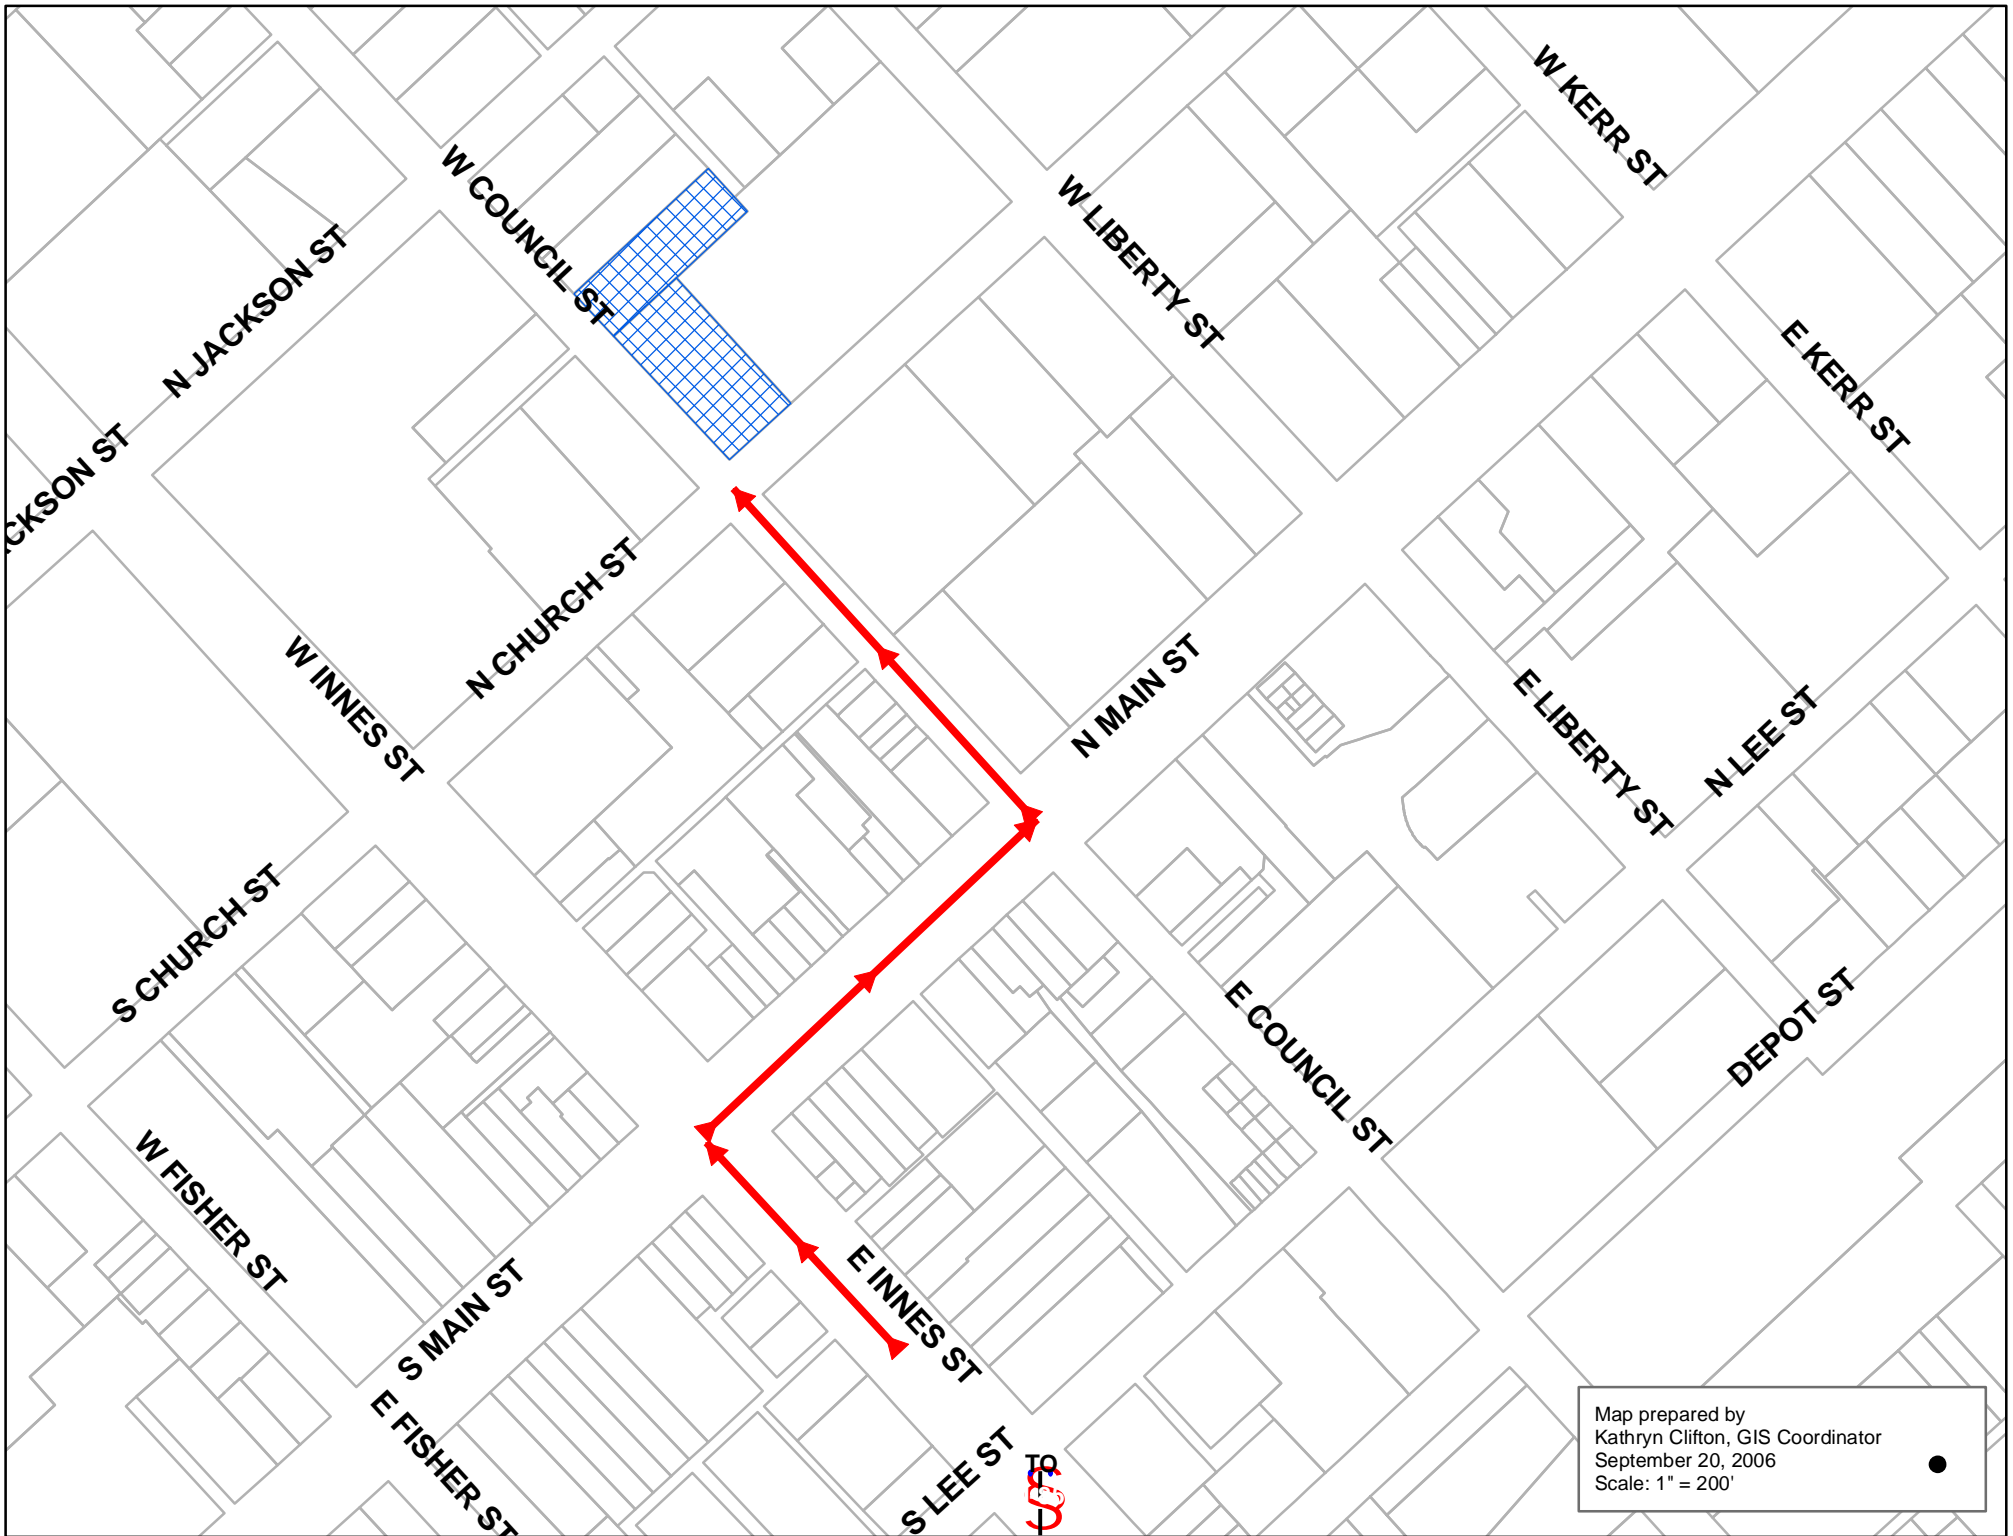 W KERR ST
W COUNCIL ST
W LIBERTY ST
N JACKSON ST
E KERR ST
CKSON ST
N CHURCH ST
W INNES ST
N MAIN ST
E LIBERTY ST
N LEE ST
S CHURCH ST
E COUNCIL ST
DEPOT ST
W FISHER ST
S MAIN ST
E INNES ST
E FISHER ST
S LEE ST
TO
Map prepared by
Kathryn Clifton, GIS Coordinator
September 20, 2006
Scale: 1" = 200'